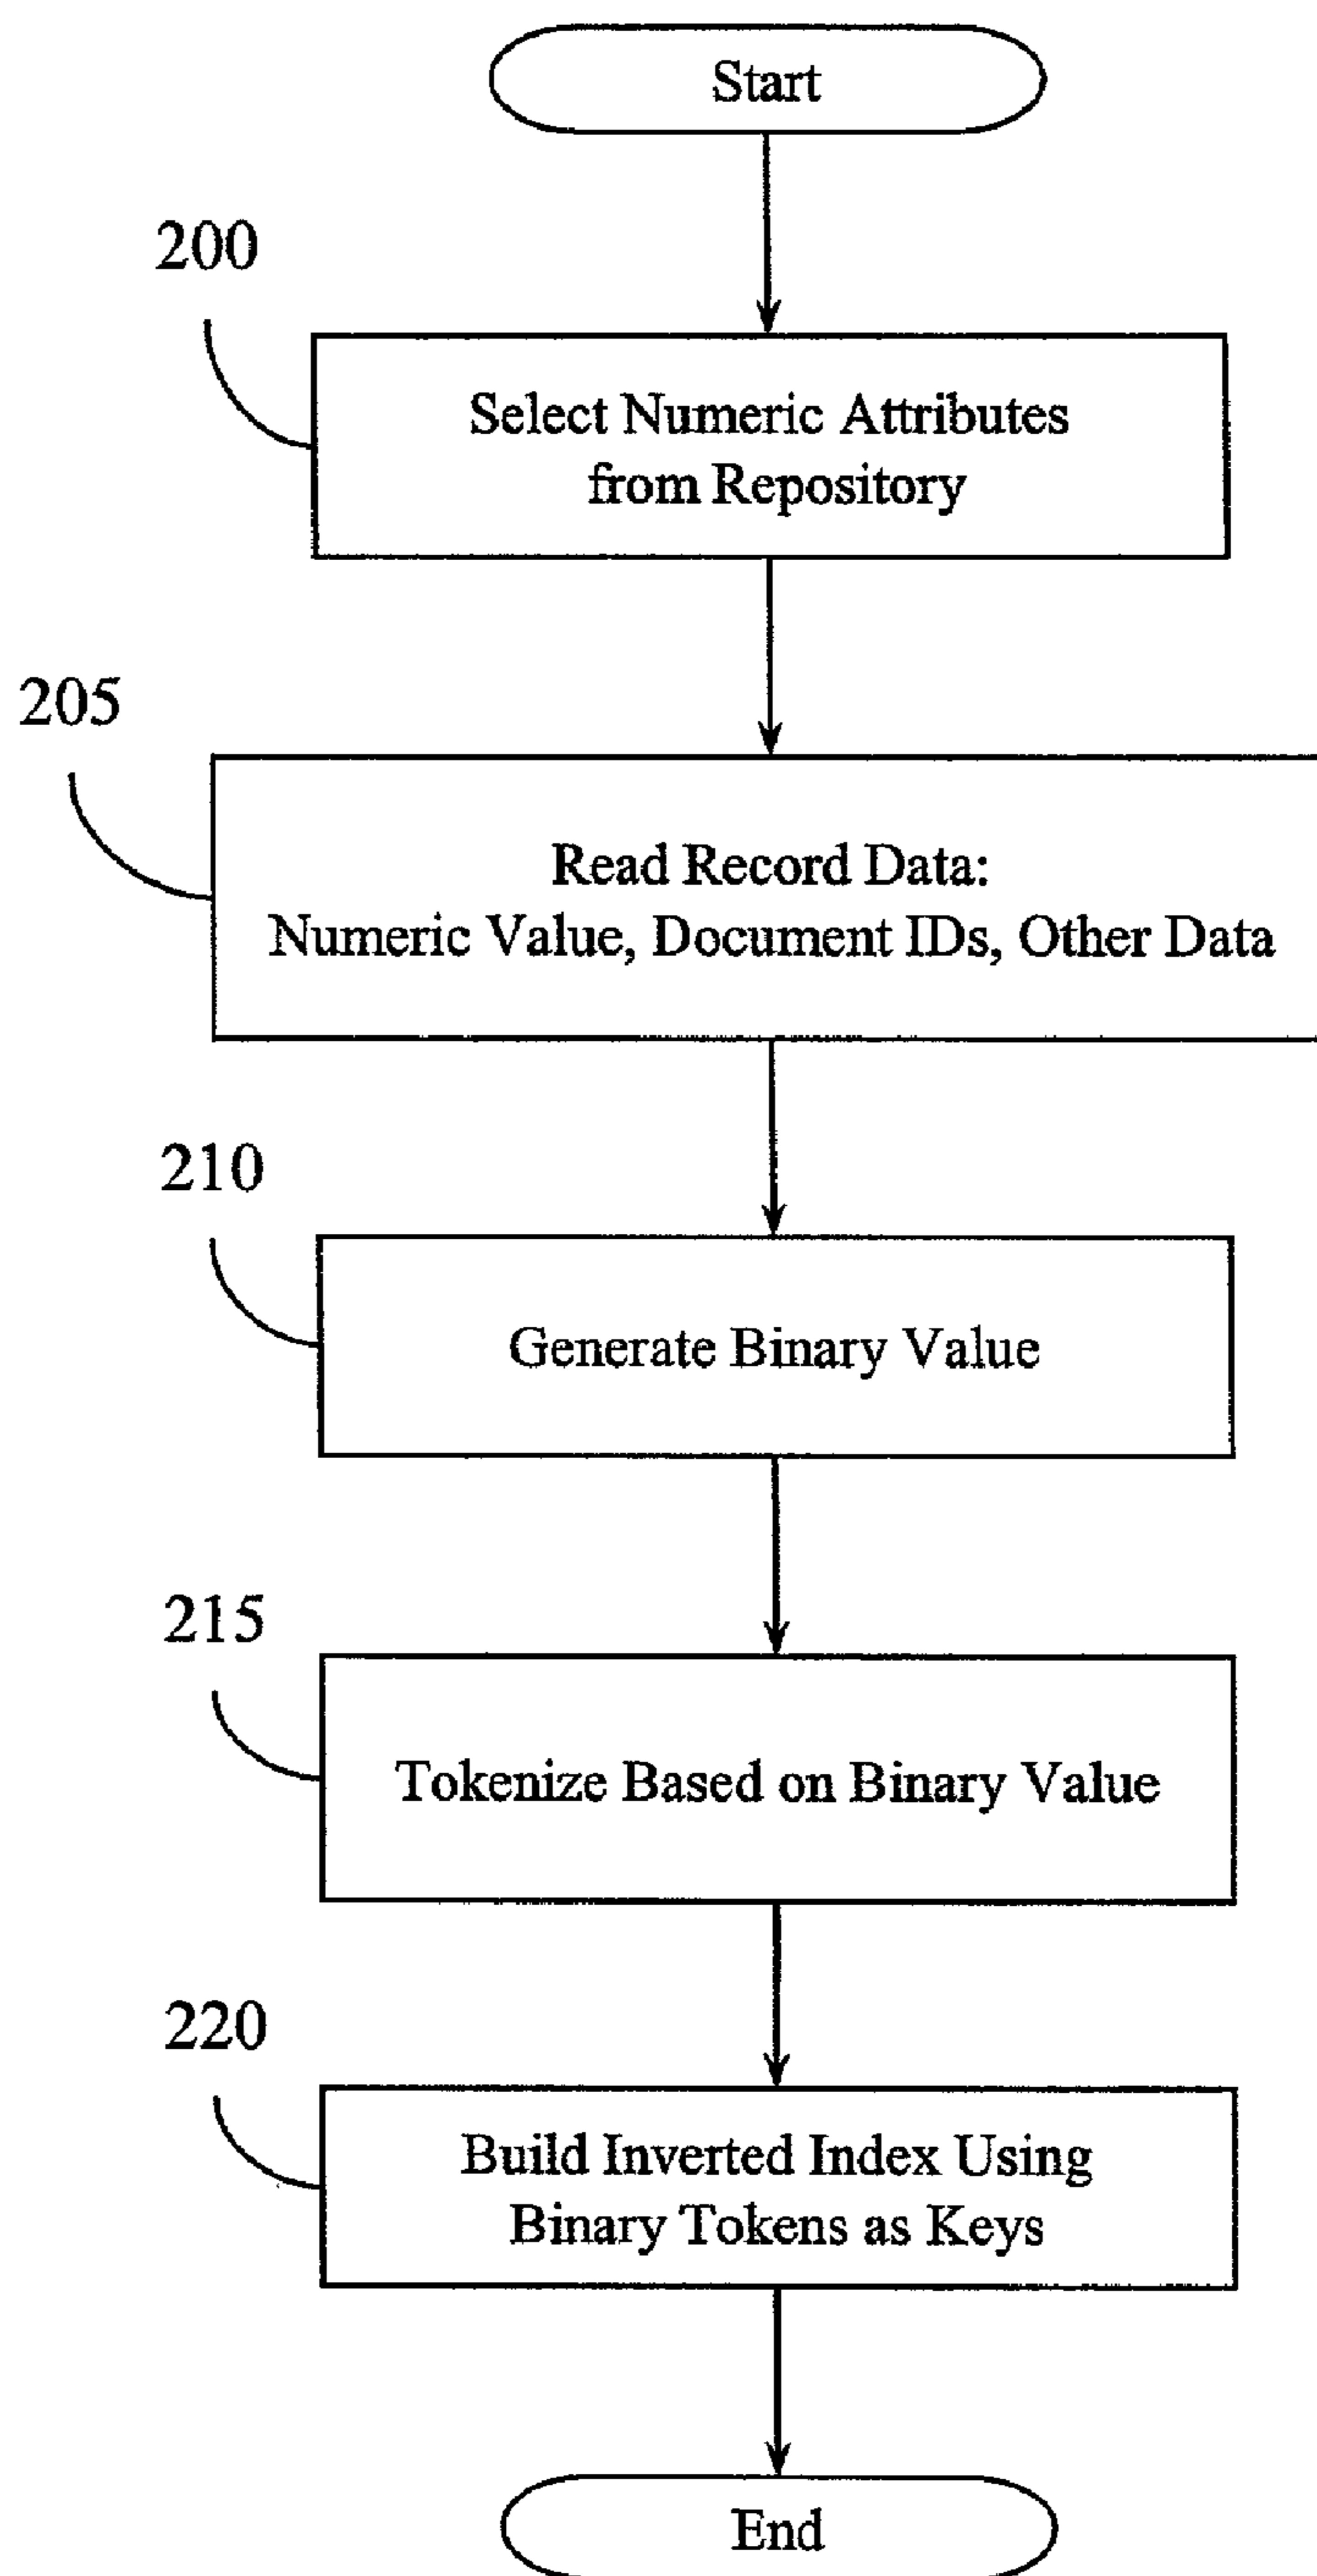 Start
200
Select Numeric Attributes
from Repository
205
Read Record Data:
Numeric Value, Document IDs, Other Data
210
Generate Binary Value
215
Tokenize Based on Binary Value
220
Build Inverted Index Using
Binary Tokens as Keys
End